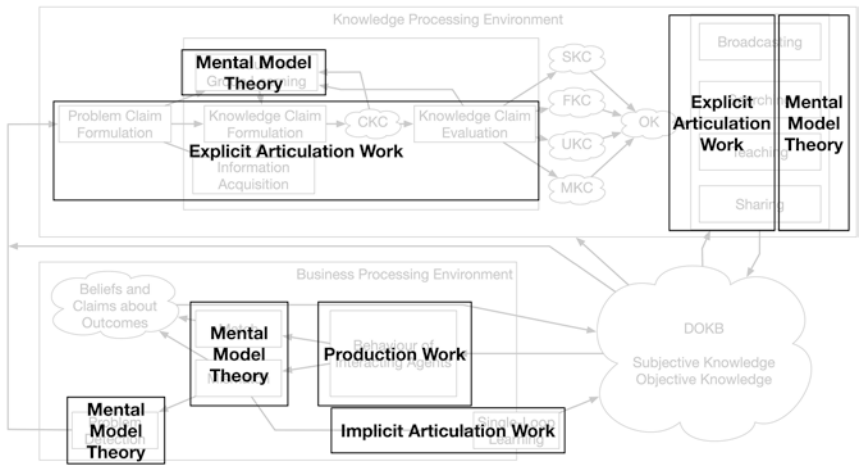 Knowledge Processing Environment
Mental Model
Theory
Problem Claim
Formulation
Knowledge Claim
Formulation
CKC
Knowledge Claim
Evaluation
Explicit Articulation Work
Information
Acquisition
SKC
FKC
UKC
MKC
OK
Broadcasting
Teaching
Sharing
Explicit
Articulation
Work
Mental
Model
Theory
Business Processing Environment
Beliefs and
Claims about
Outcomes
Mental
Model
Theory
Behaviour of
Interacting Agents
Production Work
Mental
Model
Theory
Implicit Articulation Work
Single-Loop
Learning
DOKB
Subjective Knowledge
Objective Knowledge